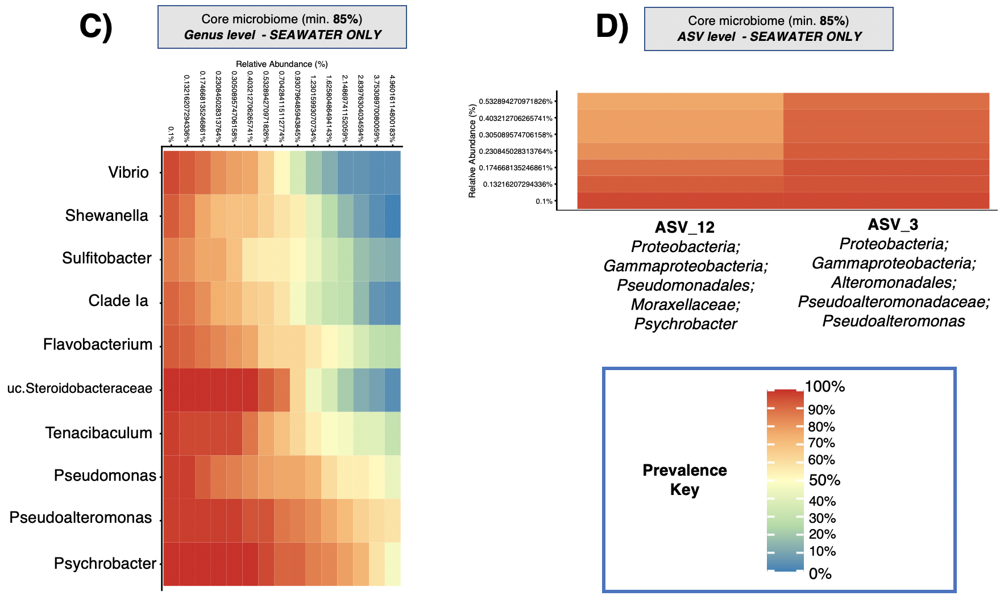 C)
Core microbiome (min. 85%)
Genus level - SEAWATER ONLY
Relative Abundance (%)
0.1%
0.13216207294336%
0.174668135246861%
0.230845028313764%
0.305089574706158%
0.403212706265741%
0.532894270971826%
0.704284115112774%
0.930796485943845%
1.23015993070734%
1.62580486494143%
2.14869741152059%
2.83976304034594%
3.75308970080059%
4.96016114800183%
Vibrio
Shewanella
Sulfitobacter
Clade Ia
Flavobacterium
uc.Steroidobacteraceae
Tenacibaculum
Pseudomonas
Pseudoalteromonas
Psychrobacter
D)
Core microbiome (min. 85%)
ASV level - SEAWATER ONLY
Relative Abundance (%)
0.532894270971826%
0.403212706265741%
0.305089574706158%
0.230845028313764%
0.174668135246861%
0.13216207294336%
0.1%
ASV_12
Proteobacteria;
Gammaproteobacteria;
Pseudomonadales;
Moraxellaceae;
Psychrobacter
ASV_3
Proteobacteria;
Gammaproteobacteria;
Alteromonadales;
Pseudoalteromonadaceae;
Pseudoalteromonas
Prevalence
Key
100%
90%
80%
70%
60%
50%
40%
30%
20%
10%
0%